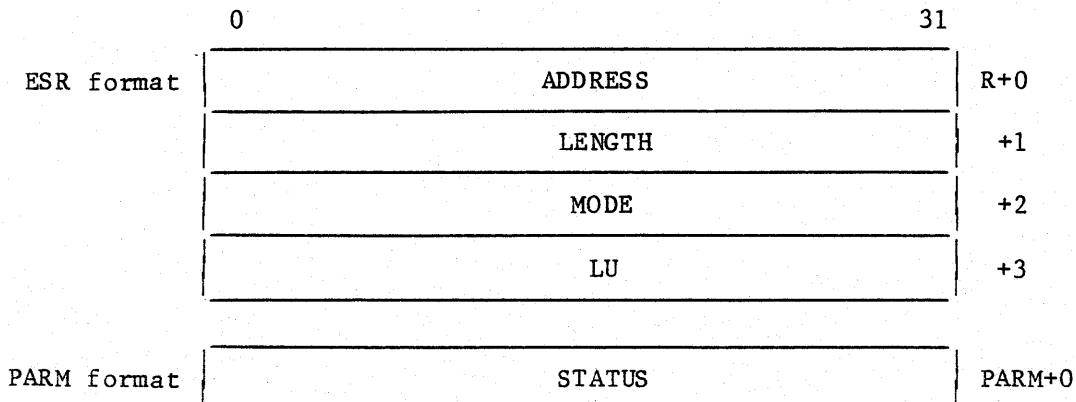 0 31
ESR format ADDRESS R+0
LENGTH +1
MODE +2
LU +3
PARM format STATUS PARM+0